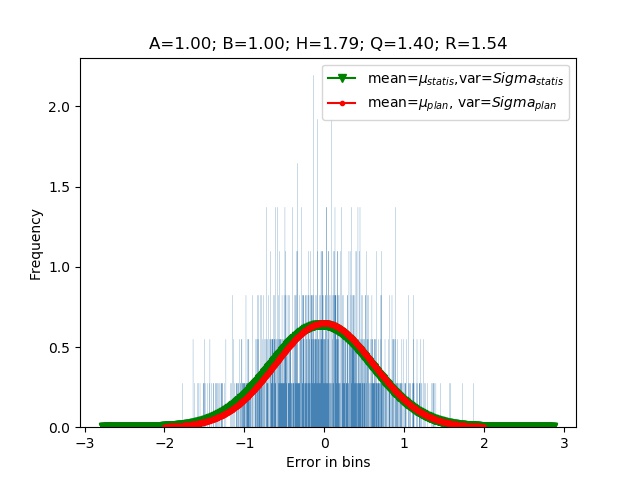 A=1.00; B=1.00; H=1.79; Q=1.40; R=1.54
mean=μstatis,var=Sigmastatis
mean=μplan, var=Sigmaplan
2.0
1.5
1.0
0.5
0.0
Frequency
−3 −2 −1 0 1 2 3
Error in bins